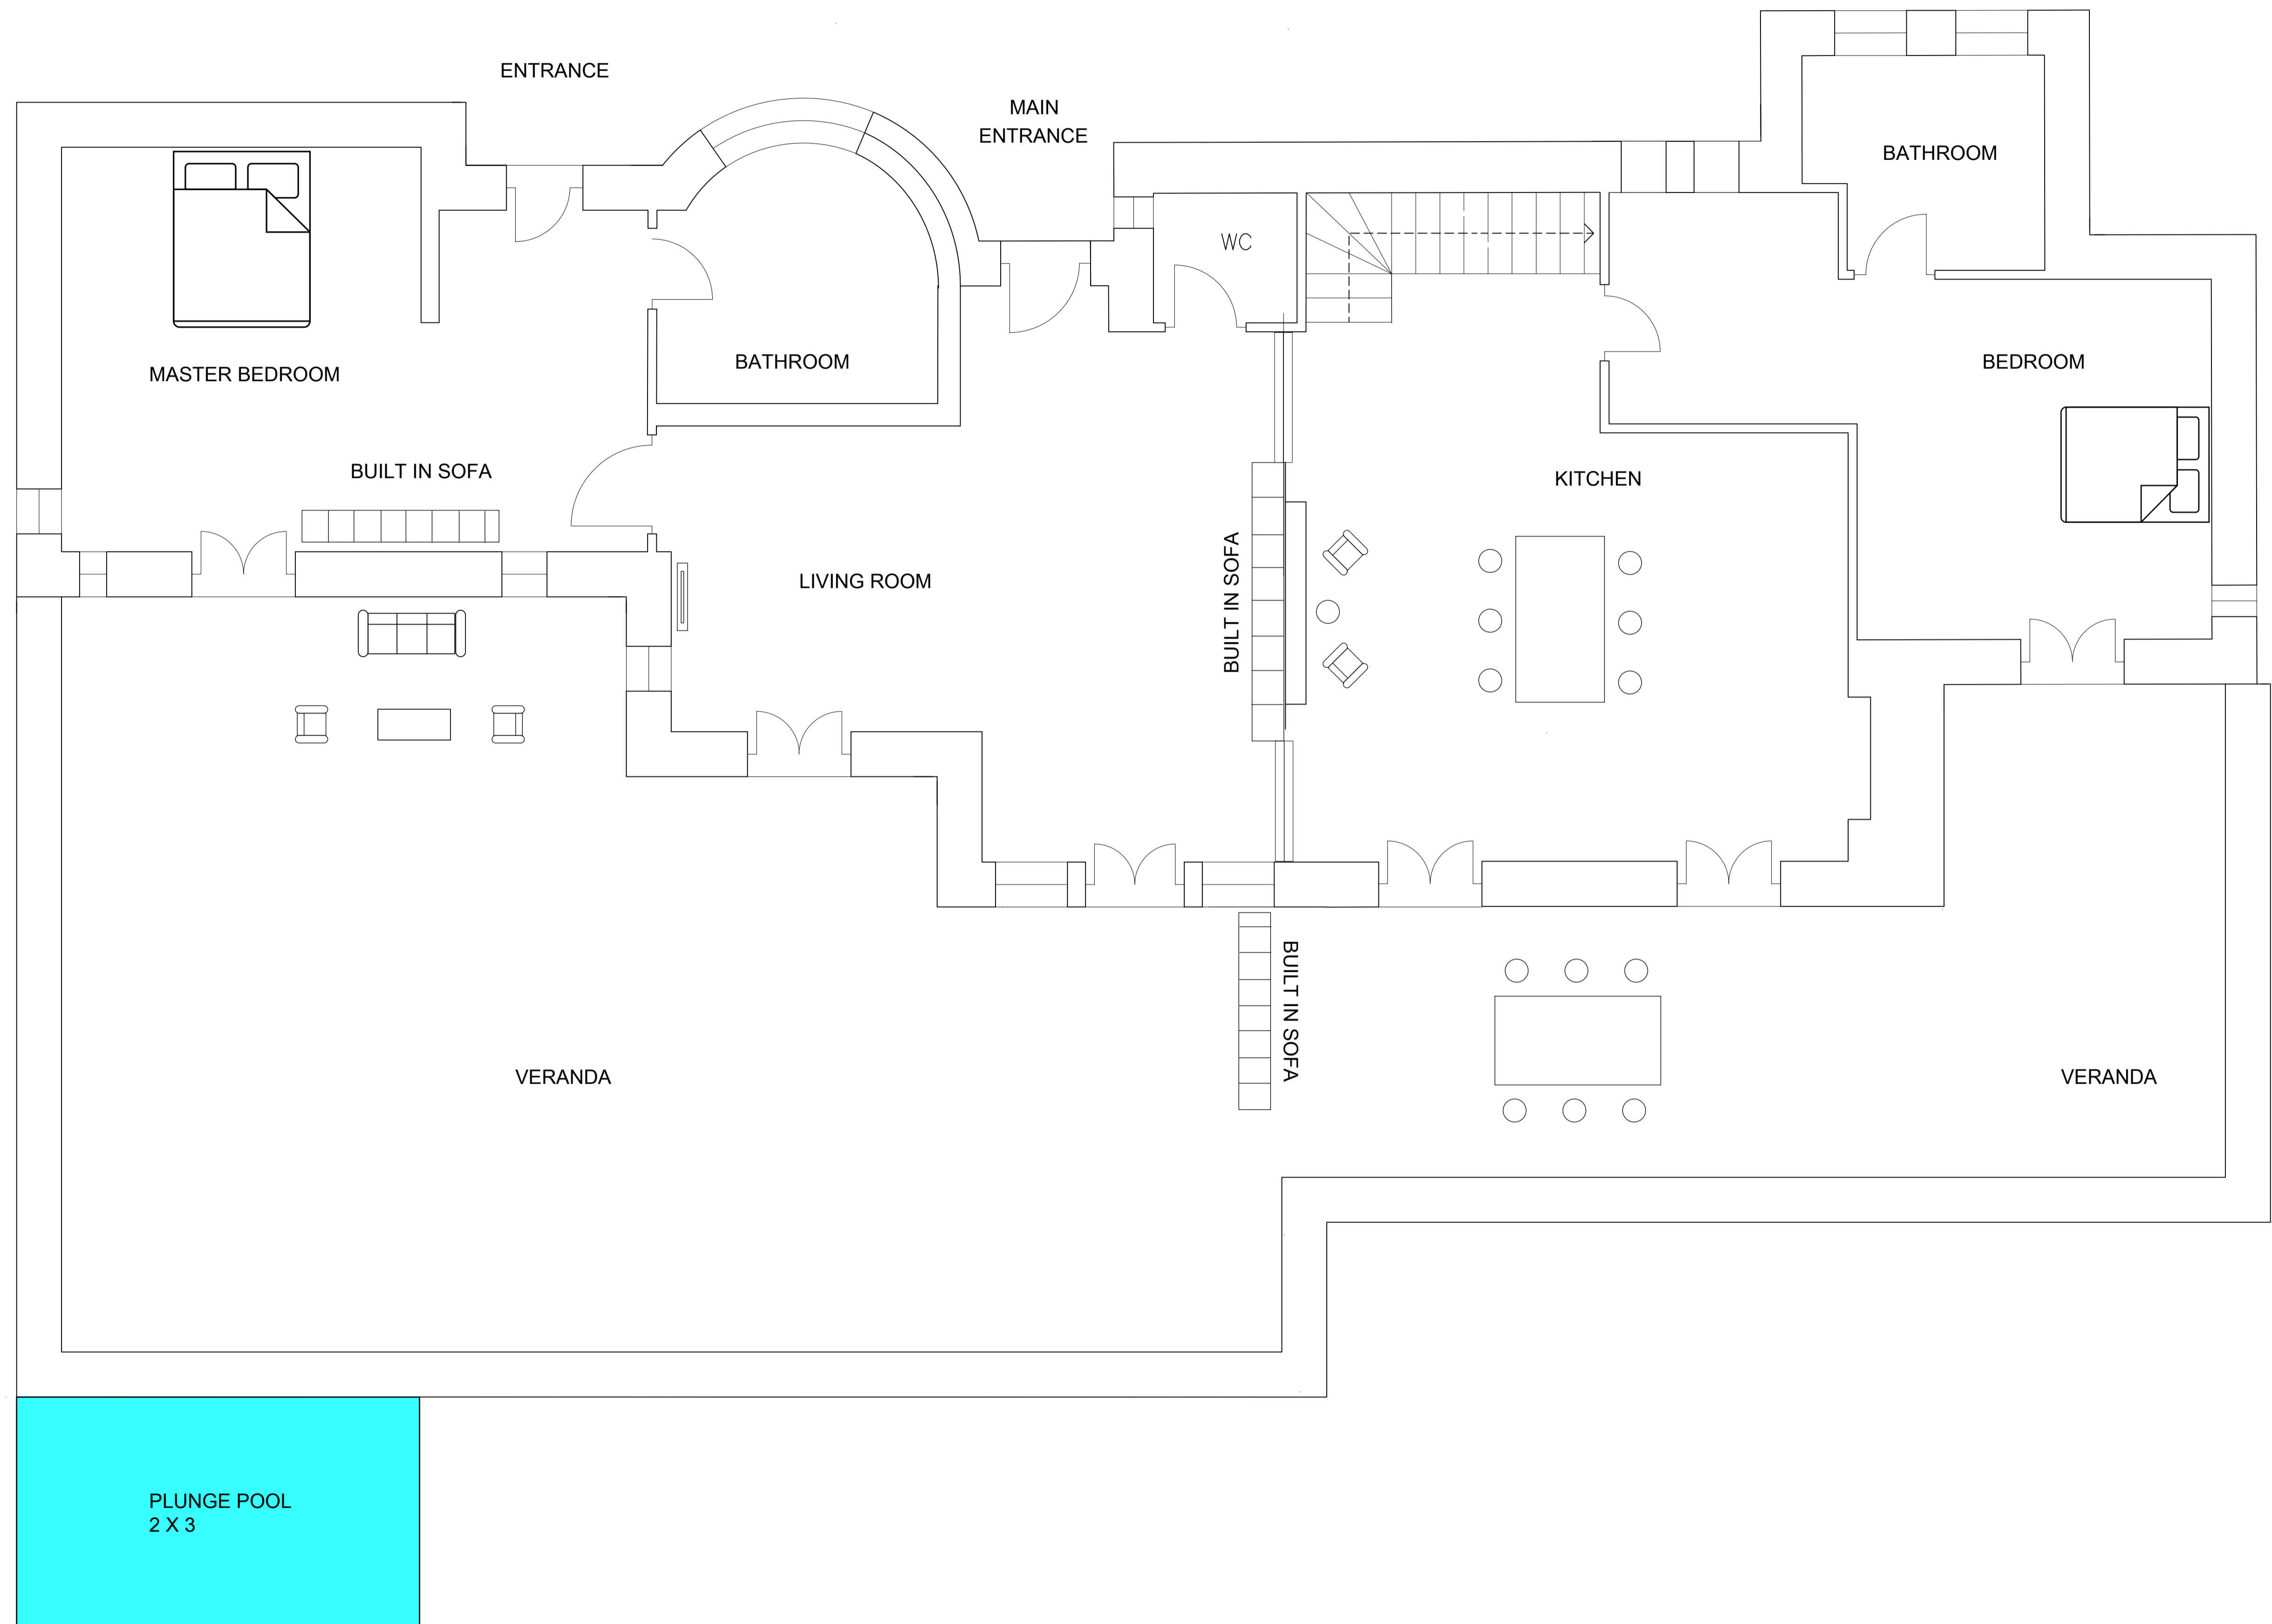 ENTRANCE
MAIN
ENTRANCE
BATHROOM
WC
MASTER BEDROOM
BATHROOM
BEDROOM
BUILT IN SOFA
KITCHEN
LIVING ROOM
BUILT IN SOFA
BUILT IN SOFA
VERANDA
VERANDA
PLUNGE POOL
2 X 3